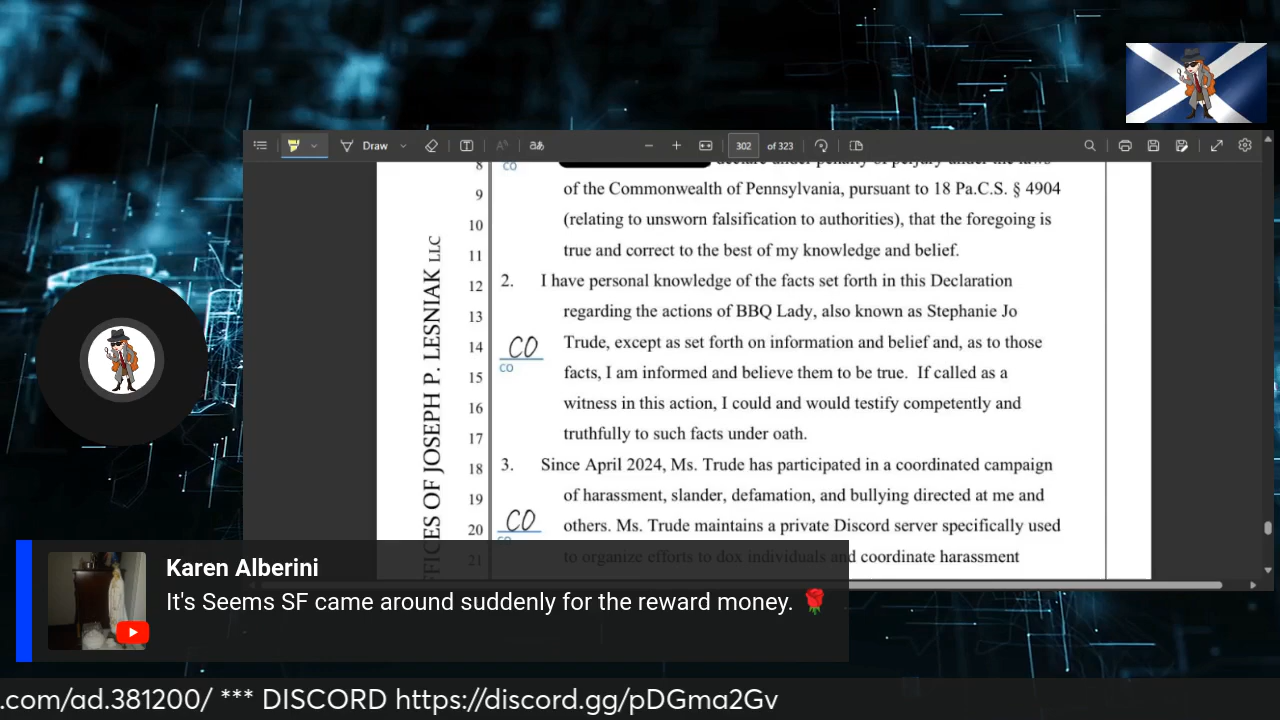 Draw
302 of 323
8 declare under penalty of perjury under the laws
CO
9 of the Commonwealth of Pennsylvania, pursuant to 18 Pa.C.S. § 4904
10 (relating to unsworn falsification to authorities), that the foregoing is
11 true and correct to the best of my knowledge and belief.
12 2. I have personal knowledge of the facts set forth in this Declaration
13 regarding the actions of BBQ Lady, also known as Stephanie Jo
14 CO Trude, except as set forth on information and belief and, as to those
15 CO facts, I am informed and believe them to be true. If called as a
16 witness in this action, I could and would testify competently and
17 truthfully to such facts under oath.
18 3. Since April 2024, Ms. Trude has participated in a coordinated campaign
19 of harassment, slander, defamation, and bullying directed at me and
20 CO others. Ms. Trude maintains a private Discord server specifically used
21 to organize efforts to dox individuals and coordinate harassment
FFICES OF JOSEPH P. LESNIAK LLC
Karen Alberini
It's Seems SF came around suddenly for the reward money. 🌹
.com/ad.381200/ *** DISCORD https://discord.gg/pDGma2Gv